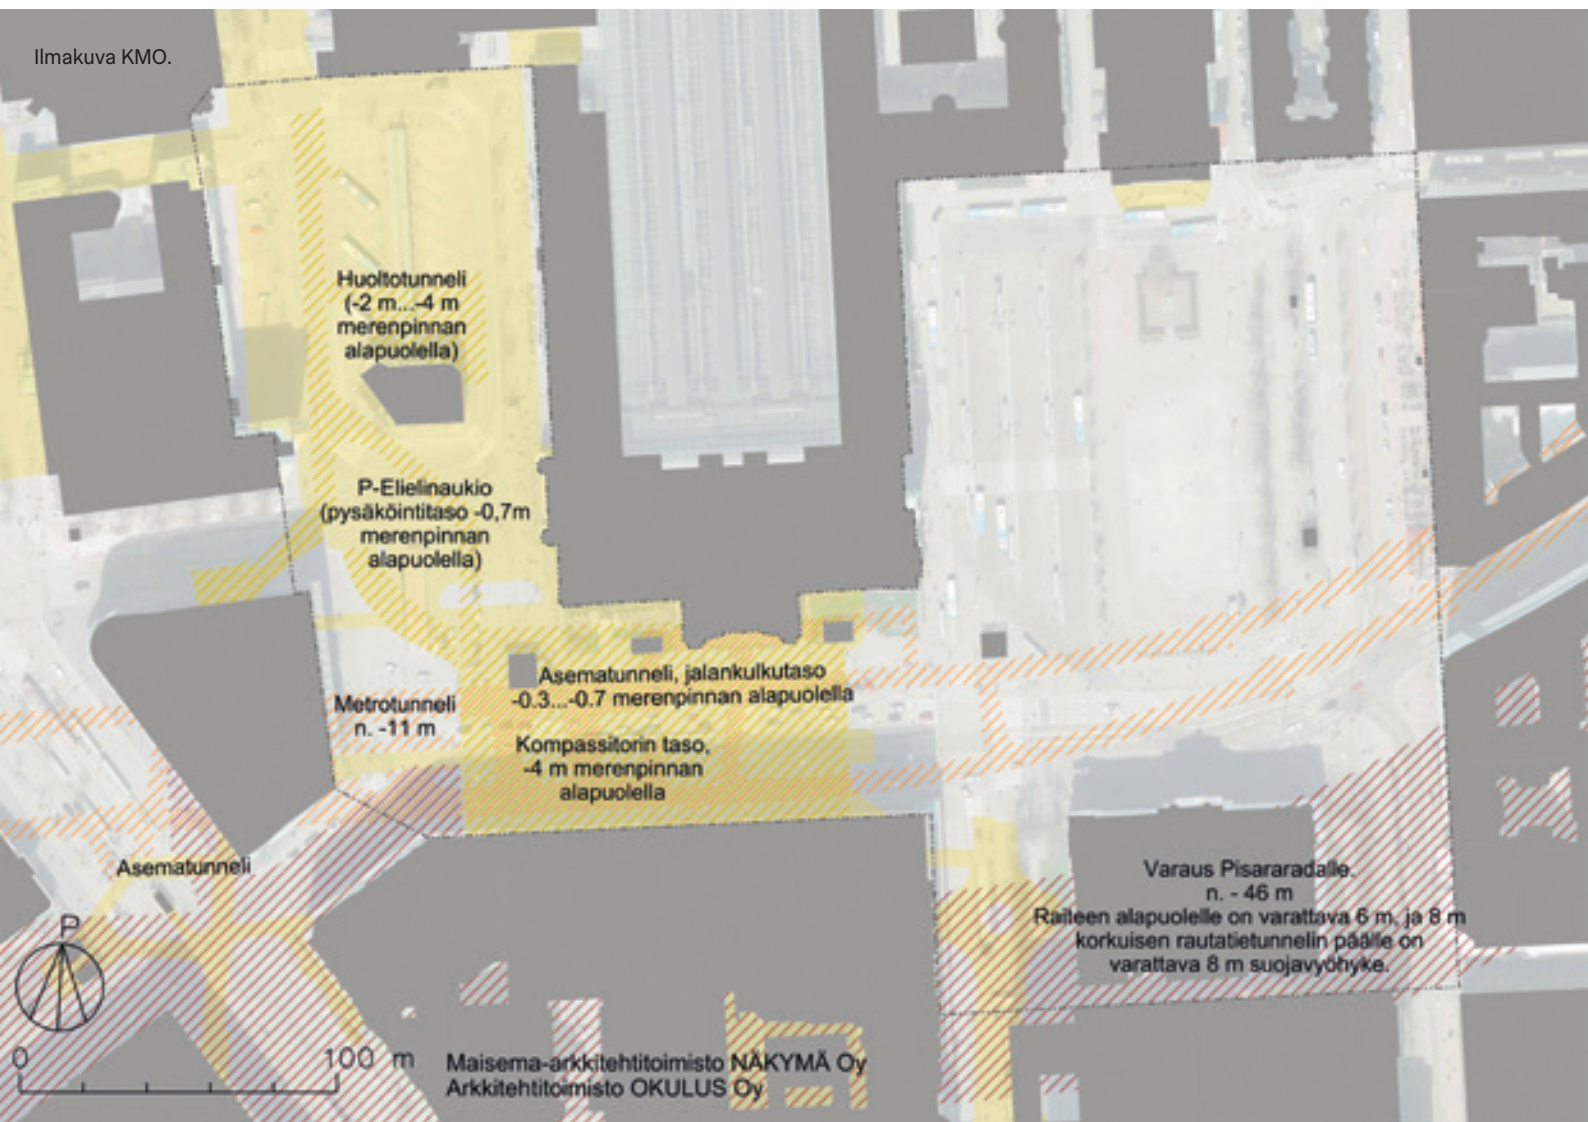 Ilmakuva KMO.
Huoltotunneli
(-2 m...-4 m
merenpinnan
alapuolella)
P-Elielinaukio
(pysäköintitaso -0,7m
merenpinnan
alapuolella)
Asematunneli, jalankulkutaso
-0.3...-0.7 merenpinnan alapuolella
Metrotunneli
n. -11 m
Kompassitorin taso,
-4 m merenpinnan
alapuolella
Asematunneli
Varaus Pisararadalle.
n. - 46 m
Raiteen alapuolelle on varattava 6 m, ja 8 m
korkuisen rautatietunnelin päälle on
varattava 8 m suojavyöhyke.
P
0 100 m
Maisema-arkkitehtitoimisto NÄKYMÄ Oy
Arkkitehtitoimisto OKULUS Oy